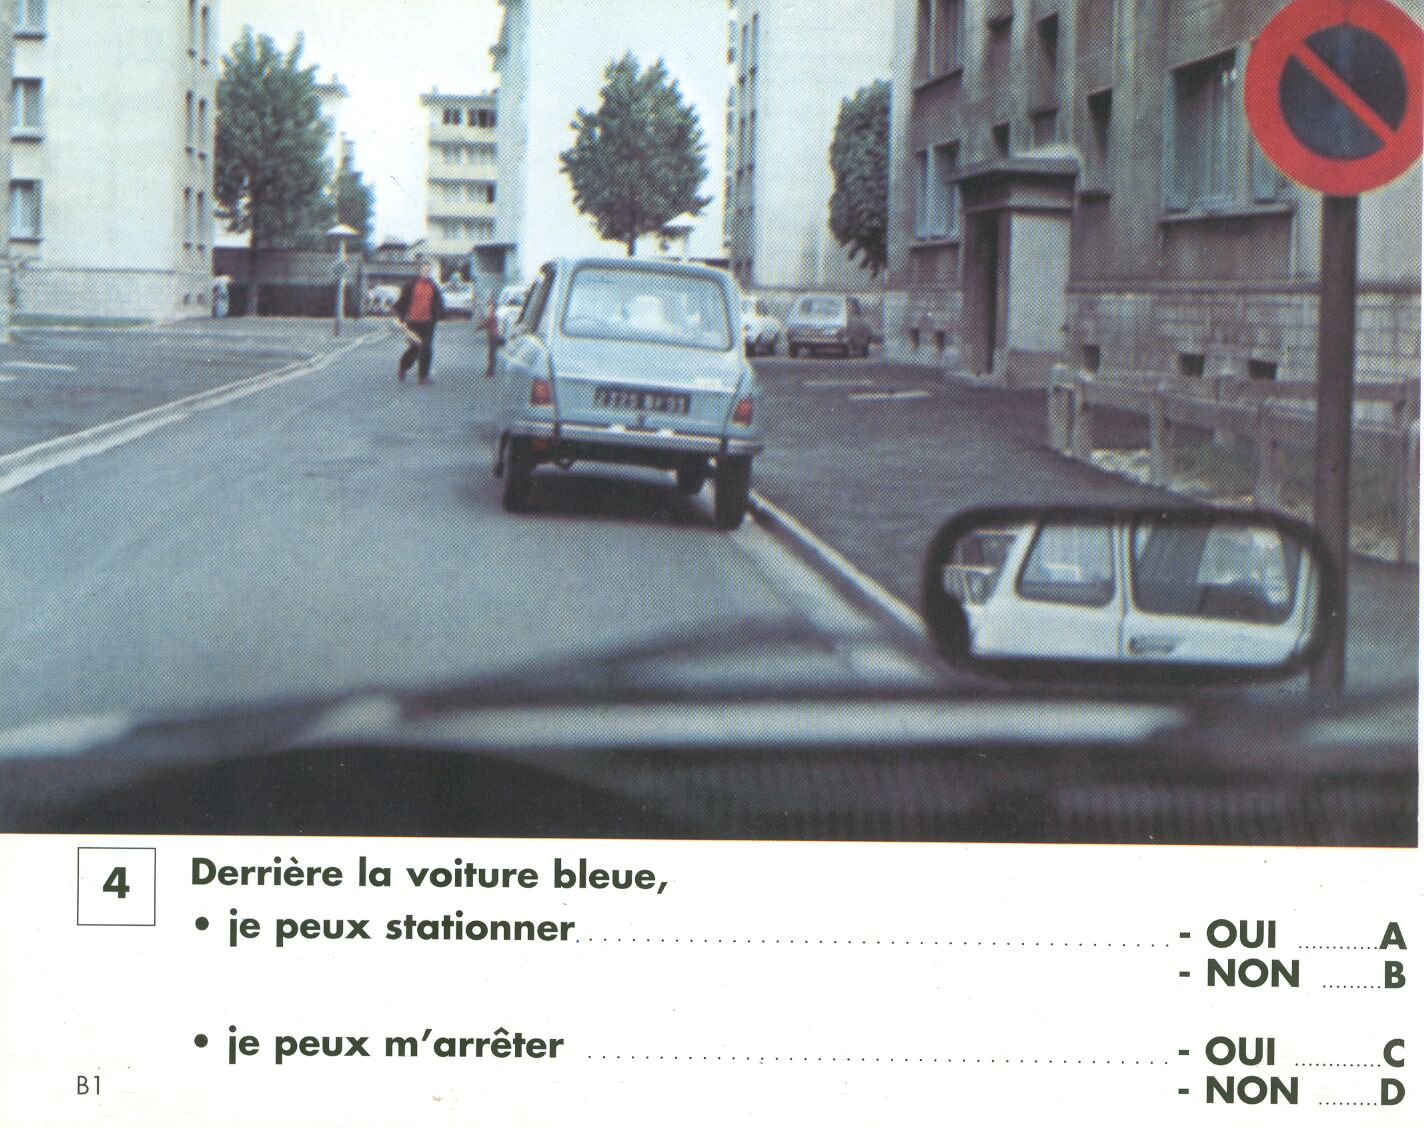 4
Derrière la voiture bleue,
• je peux stationner ........................................ - OUI ............ A
- NON ......... B
• je peux m'arrêter ........................................ - OUI ............. C
- NON ......... D
B1